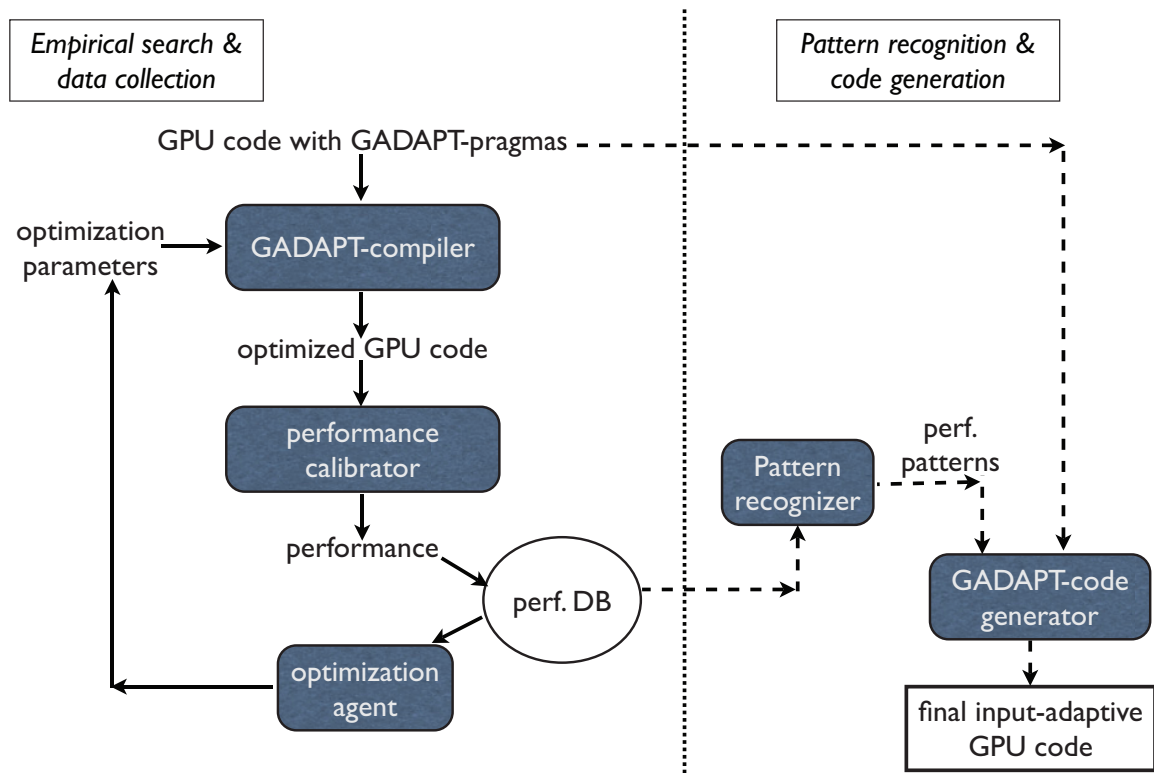 Empirical search &
data collection
Pattern recognition &
code generation
GPU code with GADAPT-pragmas
optimization
parameters
GADAPT-compiler
optimized GPU code
performance
calibrator
performance
perf. DB
optimization
agent
Pattern
recognizer
perf.
patterns
GADAPT-code
generator
final input-adaptive
GPU code